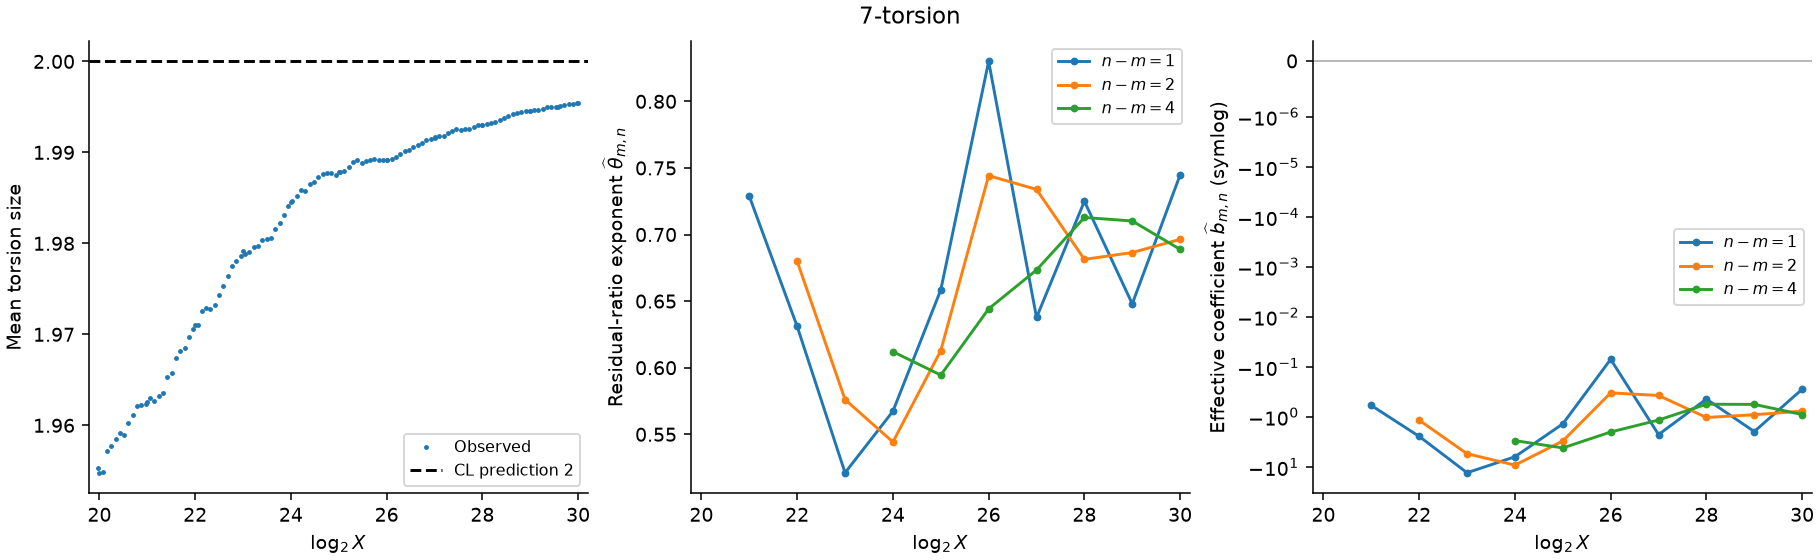 7-torsion
Mean torsion size
2.00
1.99
1.98
1.97
1.96
Observed
CL prediction 2
20 22 24 26 28 30
log₂ X
Residual-ratio exponent θ̂ₘ,ₙ
0.80
0.75
0.70
0.65
0.60
0.55
n − m = 1
n − m = 2
n − m = 4
20 22 24 26 28 30
log₂ X
Effective coefficient b̂ₘ,ₙ (symlog)
0
−10⁻⁶
−10⁻⁵
−10⁻⁴
−10⁻³
−10⁻²
−10⁻¹
−10⁰
−10¹
n − m = 1
n − m = 2
n − m = 4
20 22 24 26 28 30
log₂ X